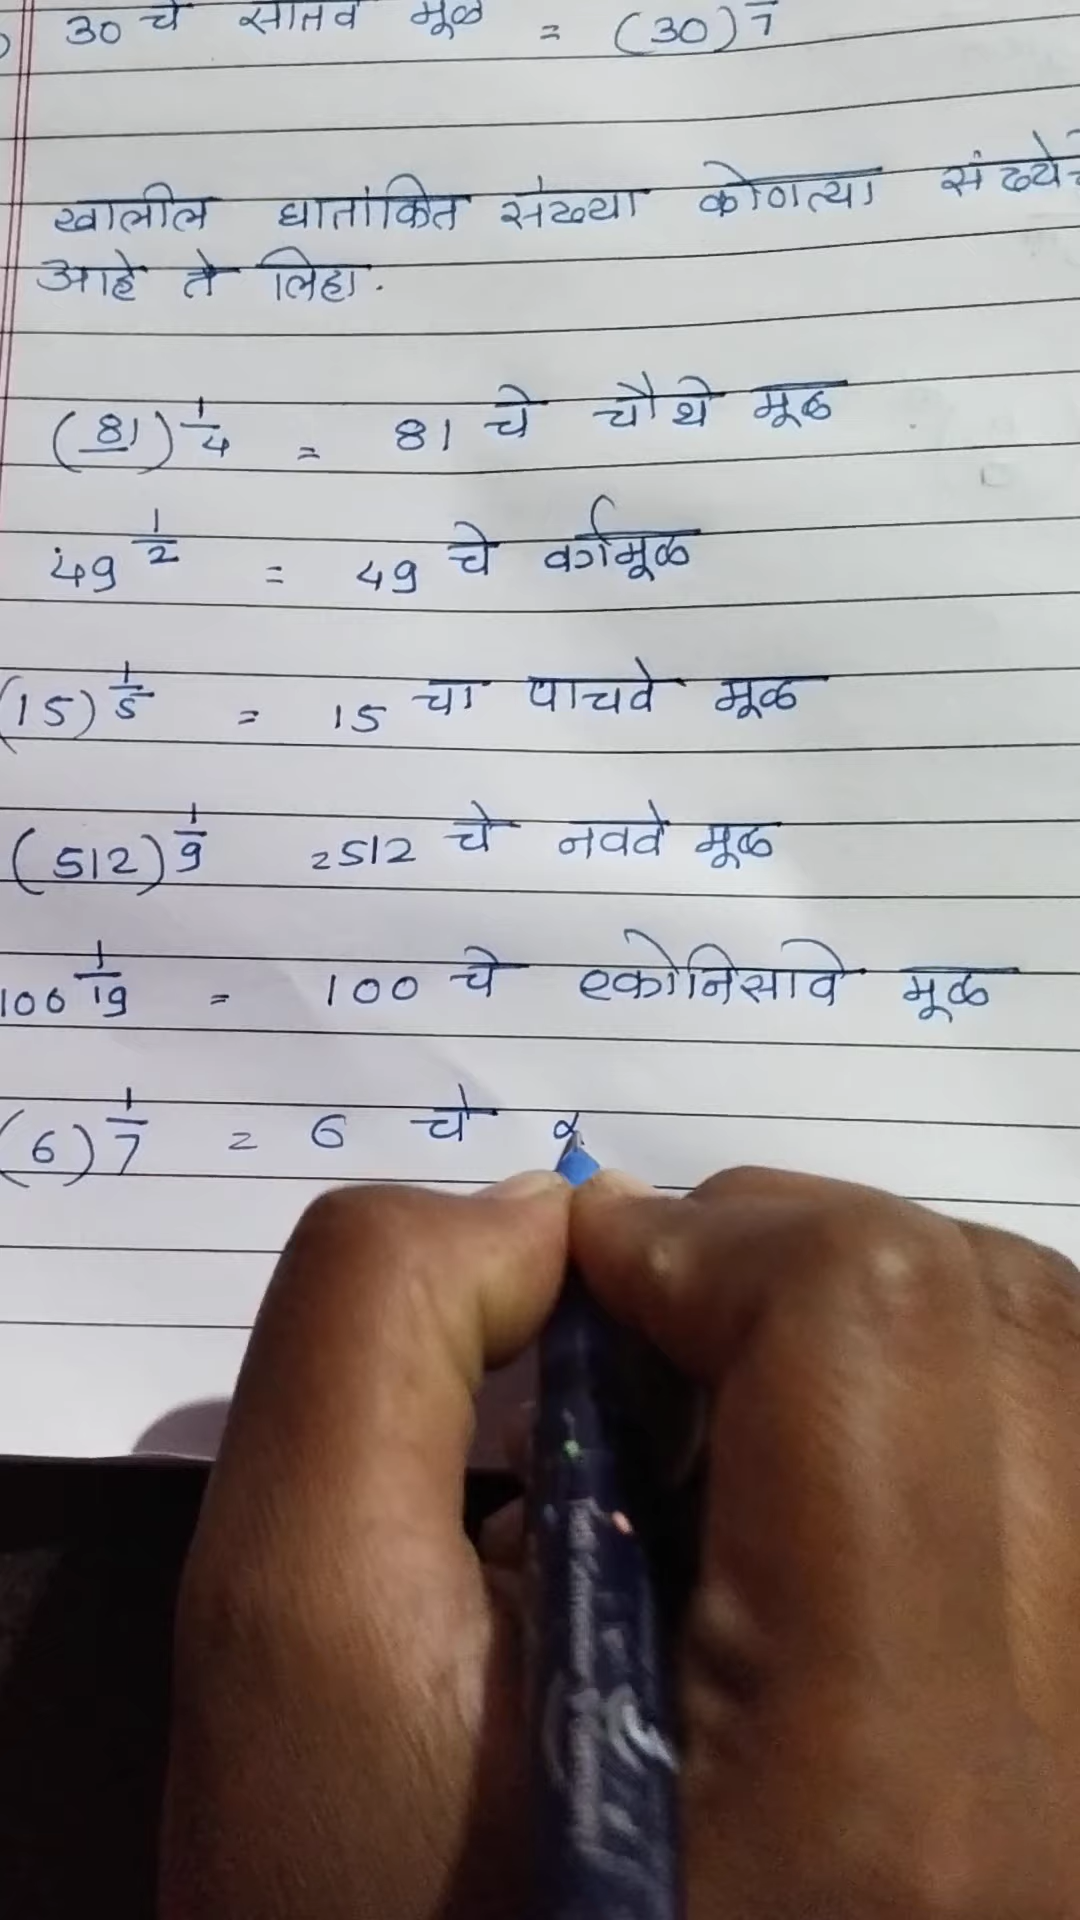 30 चे सातवे मूळ = (30)^1/7
खालील घातांकित संख्या कोणत्या संख्येचे
आहे ते लिहा.
(81)^1/4 = 81 चे चौथे मूळ
49^1/2 = 49 चे वर्गमूळ
(15)^1/5 = 15 चा पाचवे मूळ
(512)^1/9 = 512 चे नववे मूळ
100^1/19 = 100 चे एकोनिसावे मूळ
(6)^1/7 = 6 चे